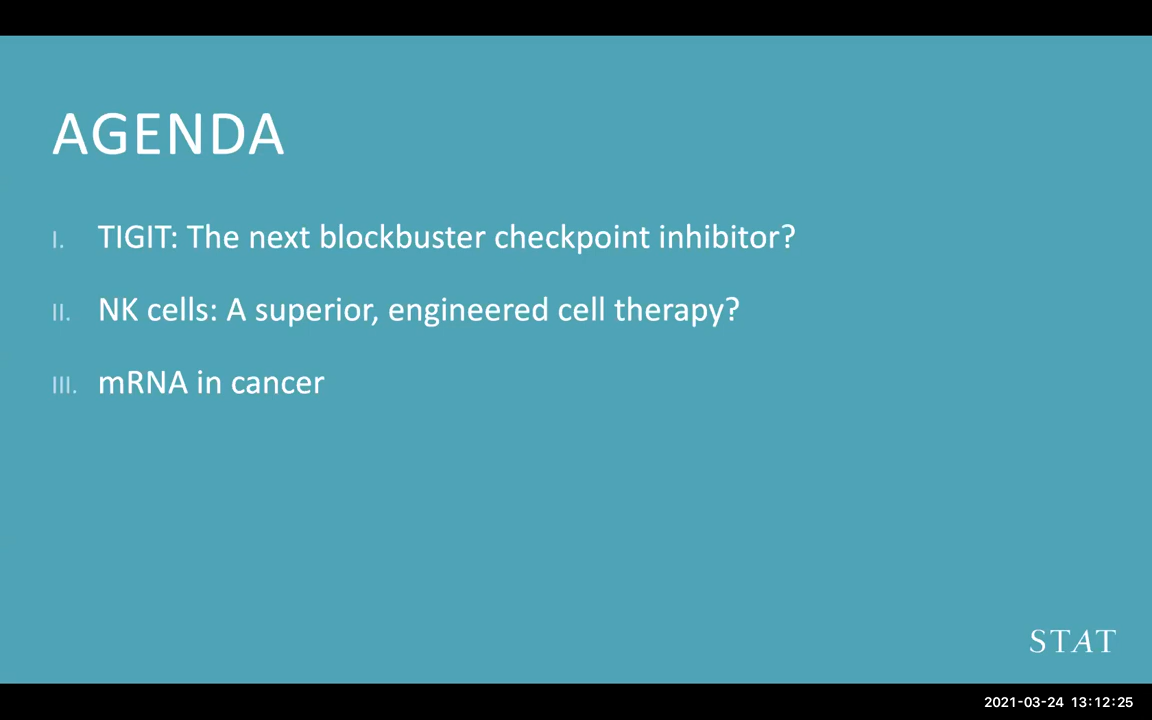 AGENDA
I. TIGIT: The next blockbuster checkpoint inhibitor?
II. NK cells: A superior, engineered cell therapy?
III. mRNA in cancer
STAT
2021-03-24 13:12:25